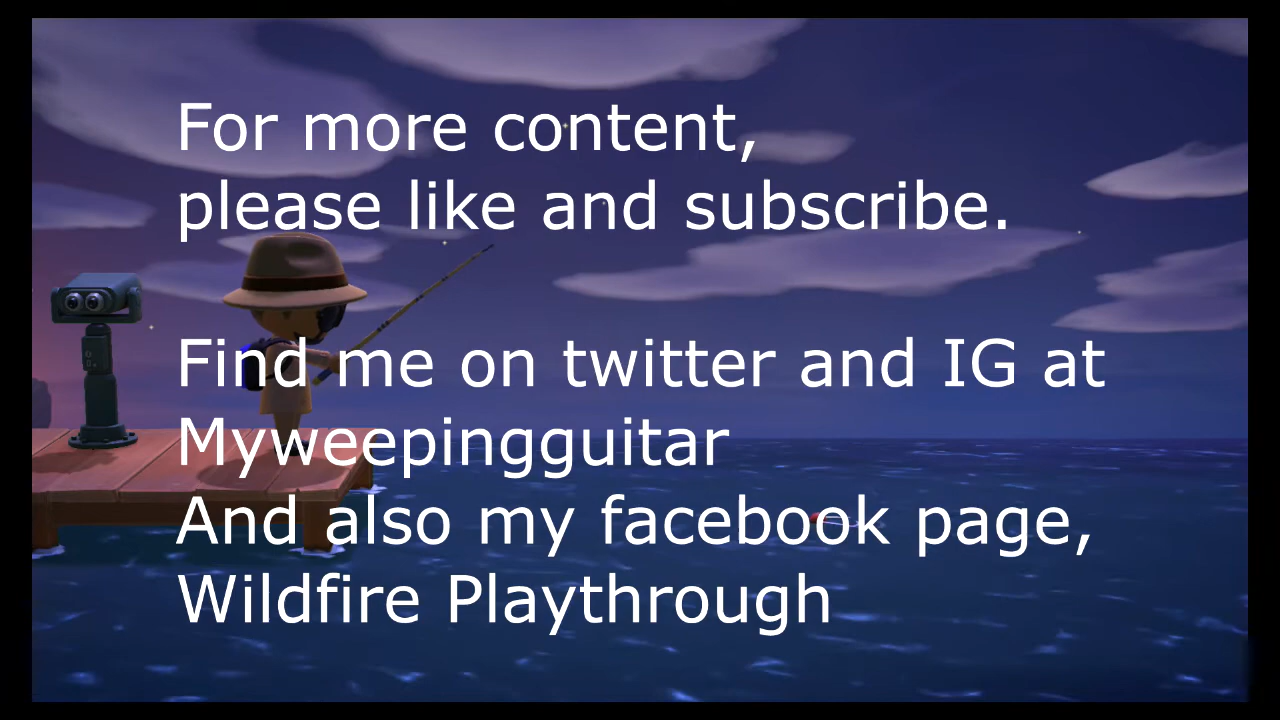 For more content,
please like and subscribe.
Find me on twitter and IG at
Myweepingguitar
And also my facebook page,
Wildfire Playthrough